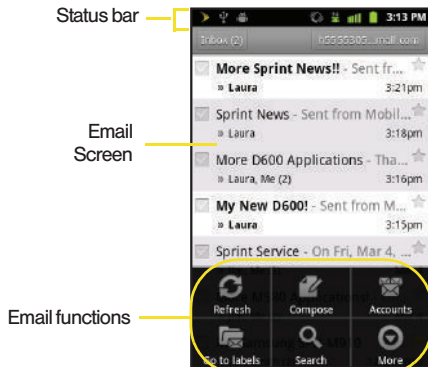 Status bar
3:13 PM
Inbox (2) h5555305...mail.com
More Sprint News!! - Sent fr...
» Laura 3:21pm
Sprint News - Sent from Mobil...
» Laura 3:18pm
Email
Screen
More D600 Applications - Tha...
» Laura, Me (2) 3:16pm
My New D600! - Sent from M...
» Laura 3:15pm
Sprint Service - On Fri, Mar 4, ...
Email functions
Refresh Compose Accounts
Go to labels Search More